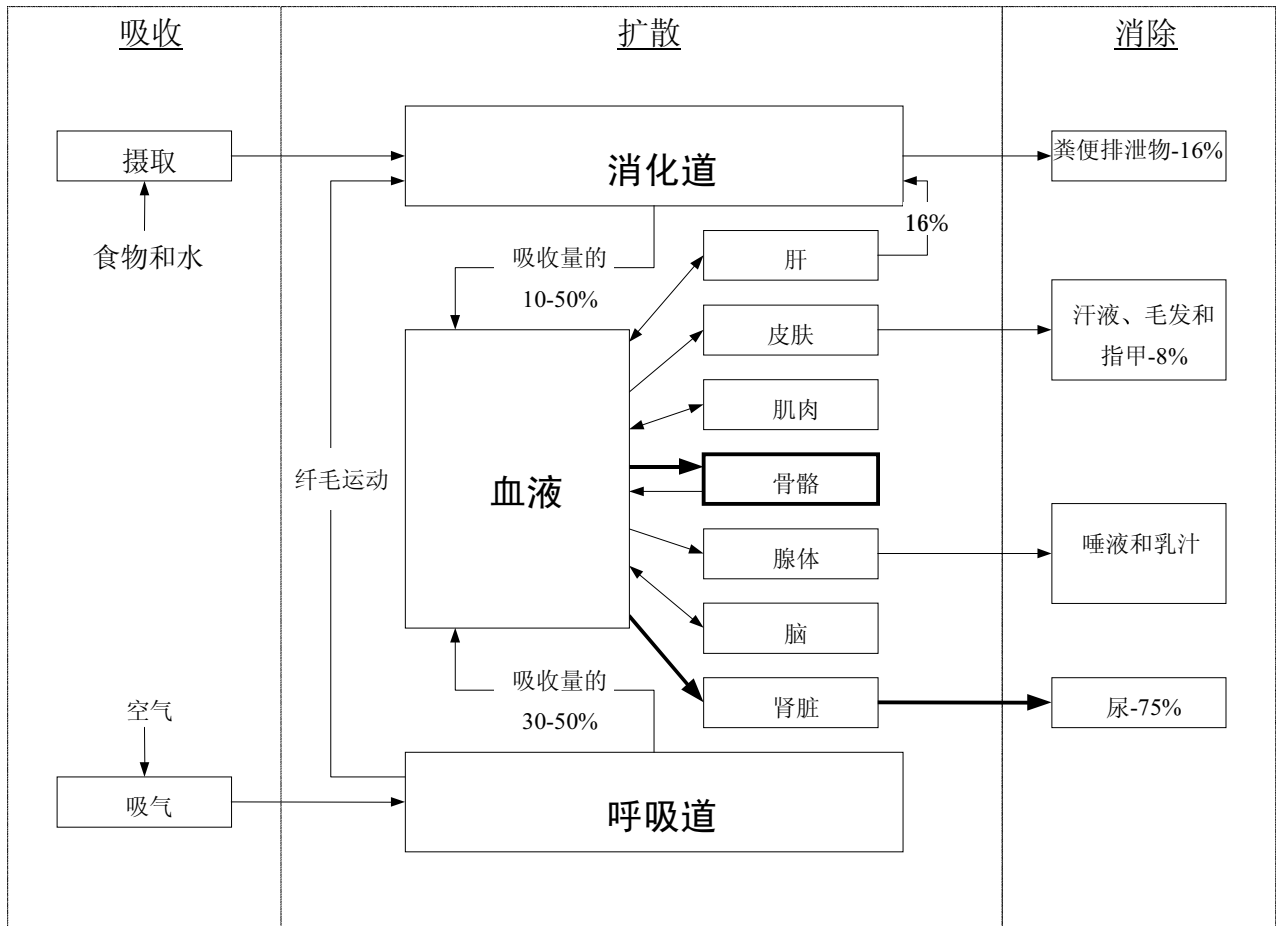 吸收
扩散
消除
摄取
消化道
粪便排泄物-16%
食物和水
16%
吸收量的
10-50%
肝
皮肤
汗液、毛发和
指甲-8%
肌肉
纤毛运动
血液
骨骼
腺体
唾液和乳汁
脑
吸收量的
30-50%
肾脏
尿-75%
空气
吸气
呼吸道